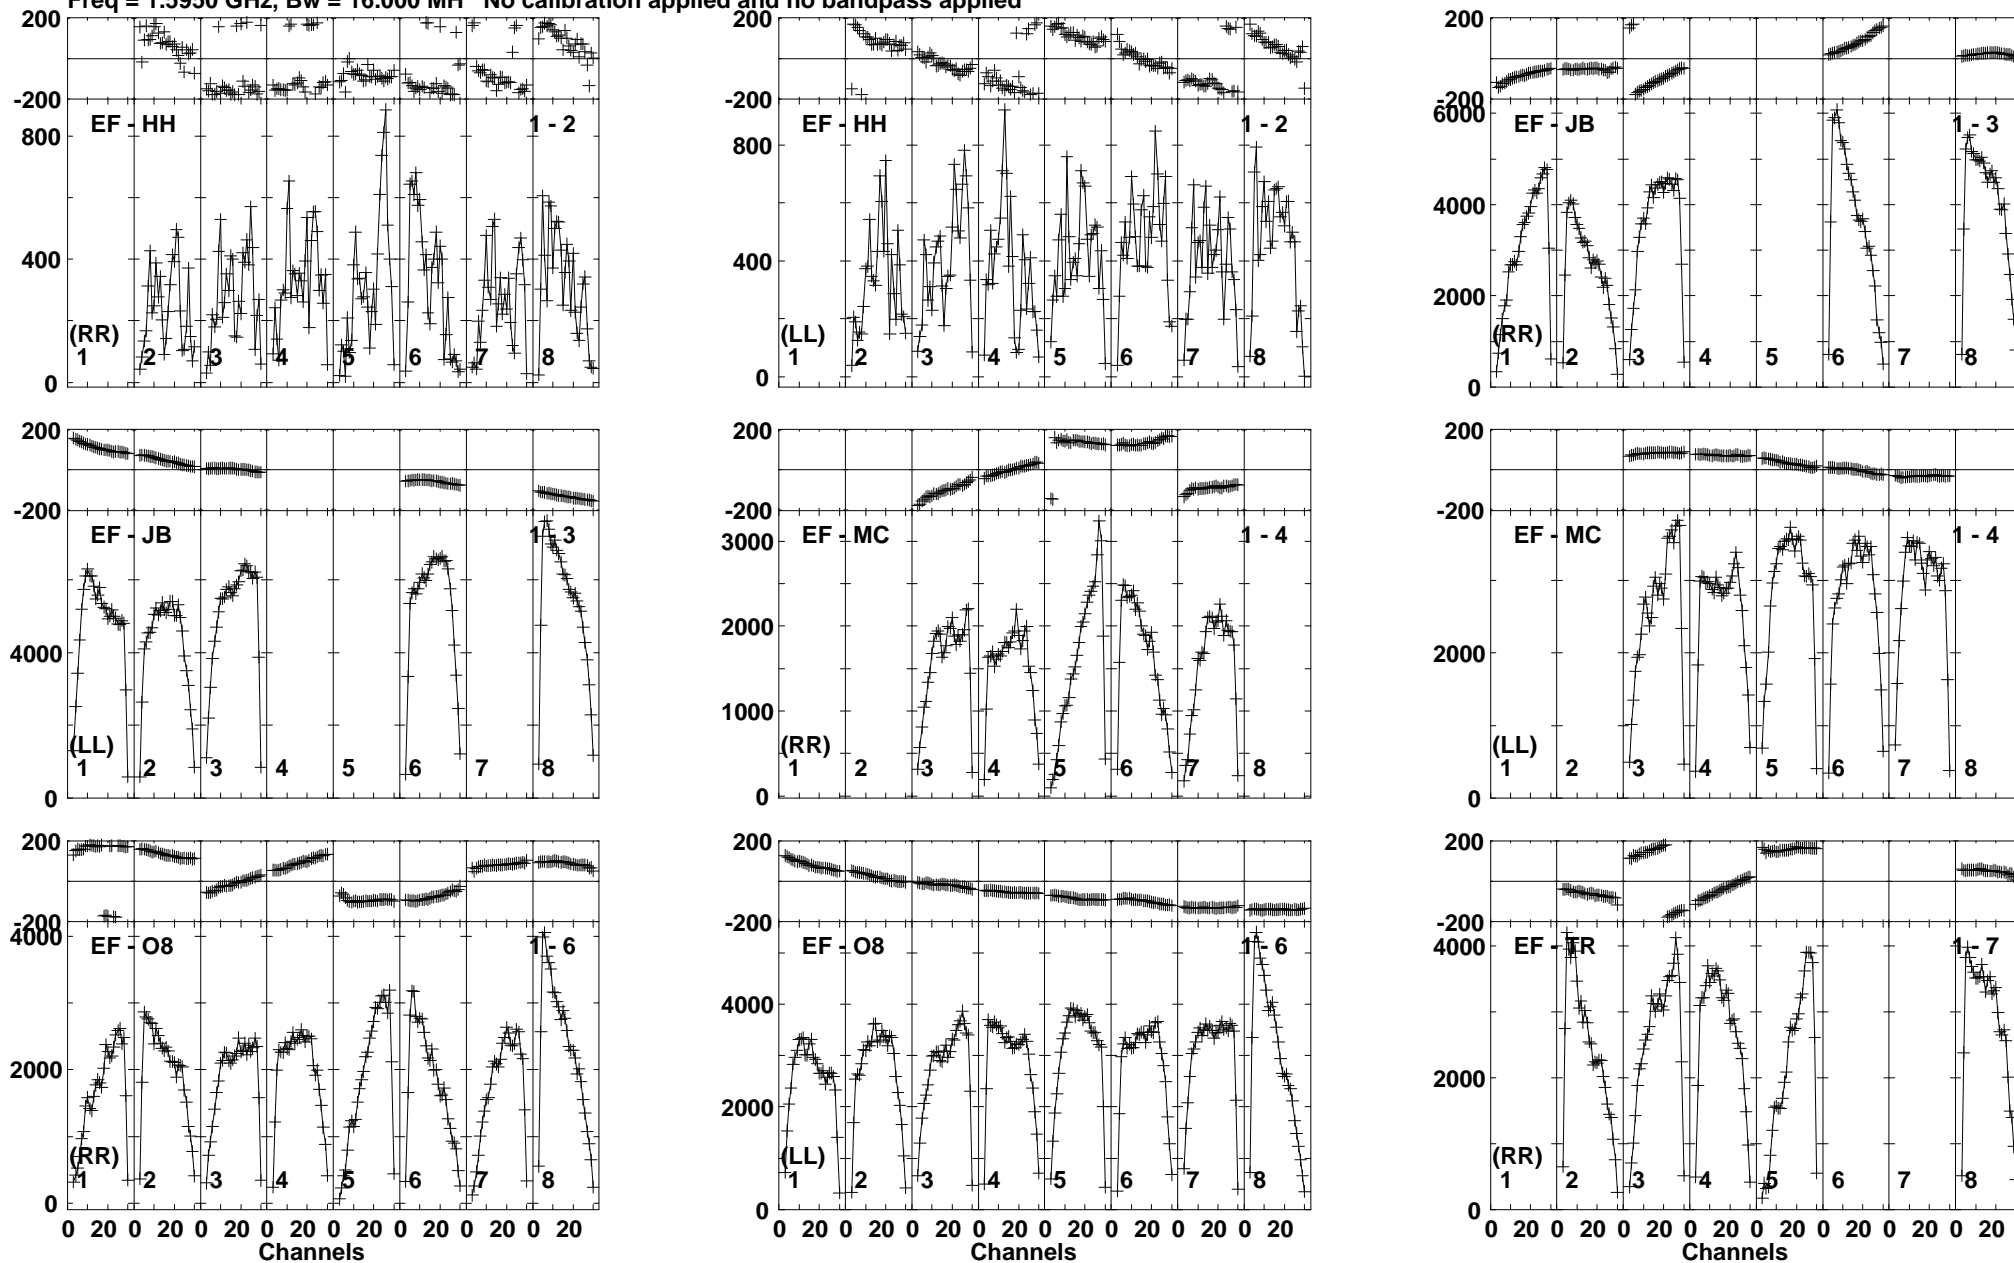 Freq = 1.5950 GHz, Bw = 16.000 MH No calibration applied and no bandpass applied
200
-200
EF - HH 1 - 2
800
400
0
(RR)
1 2 3 4 5 6 7 8
200
-200
EF - HH 1 - 2
800
400
0
(LL)
1 2 3 4 5 6 7 8
200
-200
EF - JB 1 - 3
6000
4000
2000
0
(RR)
1 2 3 4 5 6 7 8
200
-200
EF - JB 1 - 3
4000
0
(LL)
1 2 3 4 5 6 7 8
200
-200
EF - MC 1 - 4
3000
2000
1000
0
(RR)
1 2 3 4 5 6 7 8
200
-200
EF - MC 1 - 4
2000
0
(LL)
1 2 3 4 5 6 7 8
200
-200
EF - O8 1 - 6
4000
2000
0
(RR)
1 2 3 4 5 6 7 8
0 20 0 20 0 20 0 20 0 20 0 20 0 20 0 20
Channels
200
-200
EF - O8 1 - 6
4000
2000
0
(LL)
1 2 3 4 5 6 7 8
0 20 0 20 0 20 0 20 0 20 0 20 0 20 0 20
Channels
200
-200
EF - TR 1 - 7
4000
2000
0
(RR)
1 2 3 4 5 6 7 8
0 20 0 20 0 20 0 20 0 20 0 20 0 20 0 20
Channels